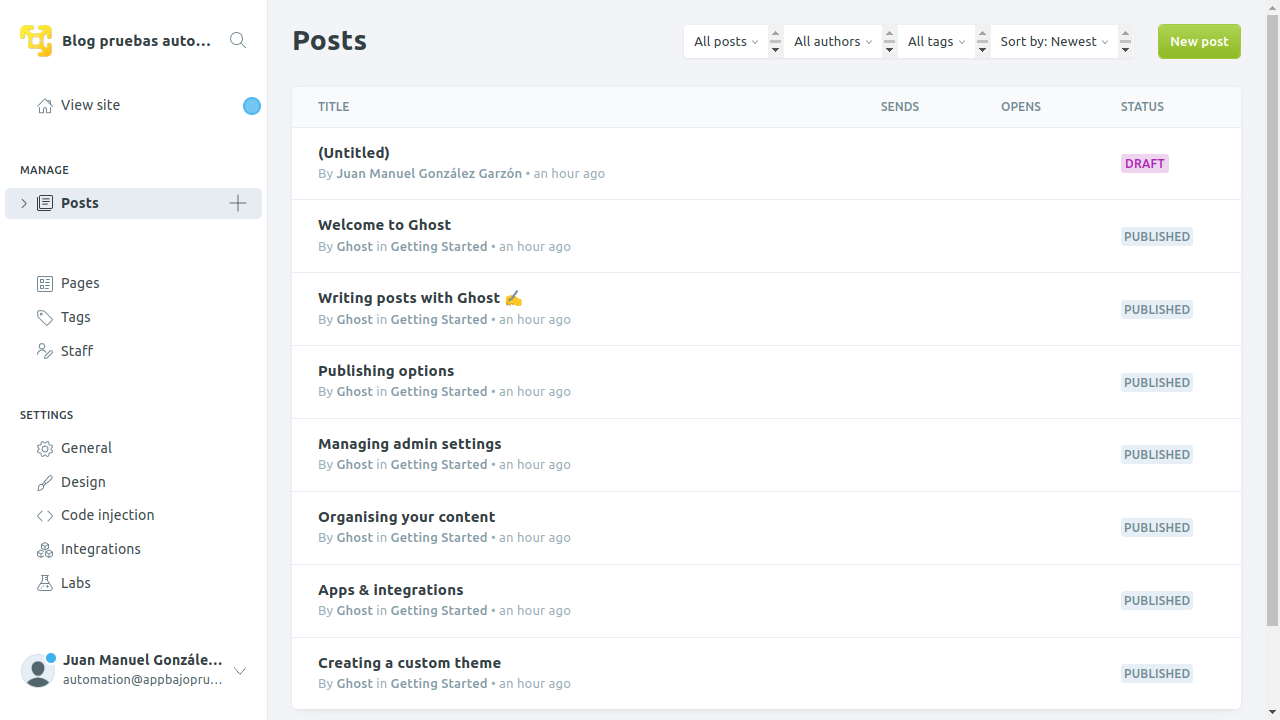 Blog pruebas auto...
View site
MANAGE
Posts
Pages
Tags
Staff
SETTINGS
General
Design
Code injection
Integrations
Labs
Juan Manuel Gonzále...
automation@appbajopru...
Posts
All posts All authors All tags Sort by: Newest New post
TITLE SENDS OPENS STATUS
(Untitled)
By Juan Manuel González Garzón • an hour ago
DRAFT
Welcome to Ghost
By Ghost in Getting Started • an hour ago
PUBLISHED
Writing posts with Ghost ✍️
By Ghost in Getting Started • an hour ago
PUBLISHED
Publishing options
By Ghost in Getting Started • an hour ago
PUBLISHED
Managing admin settings
By Ghost in Getting Started • an hour ago
PUBLISHED
Organising your content
By Ghost in Getting Started • an hour ago
PUBLISHED
Apps & integrations
By Ghost in Getting Started • an hour ago
PUBLISHED
Creating a custom theme
By Ghost in Getting Started • an hour ago
PUBLISHED